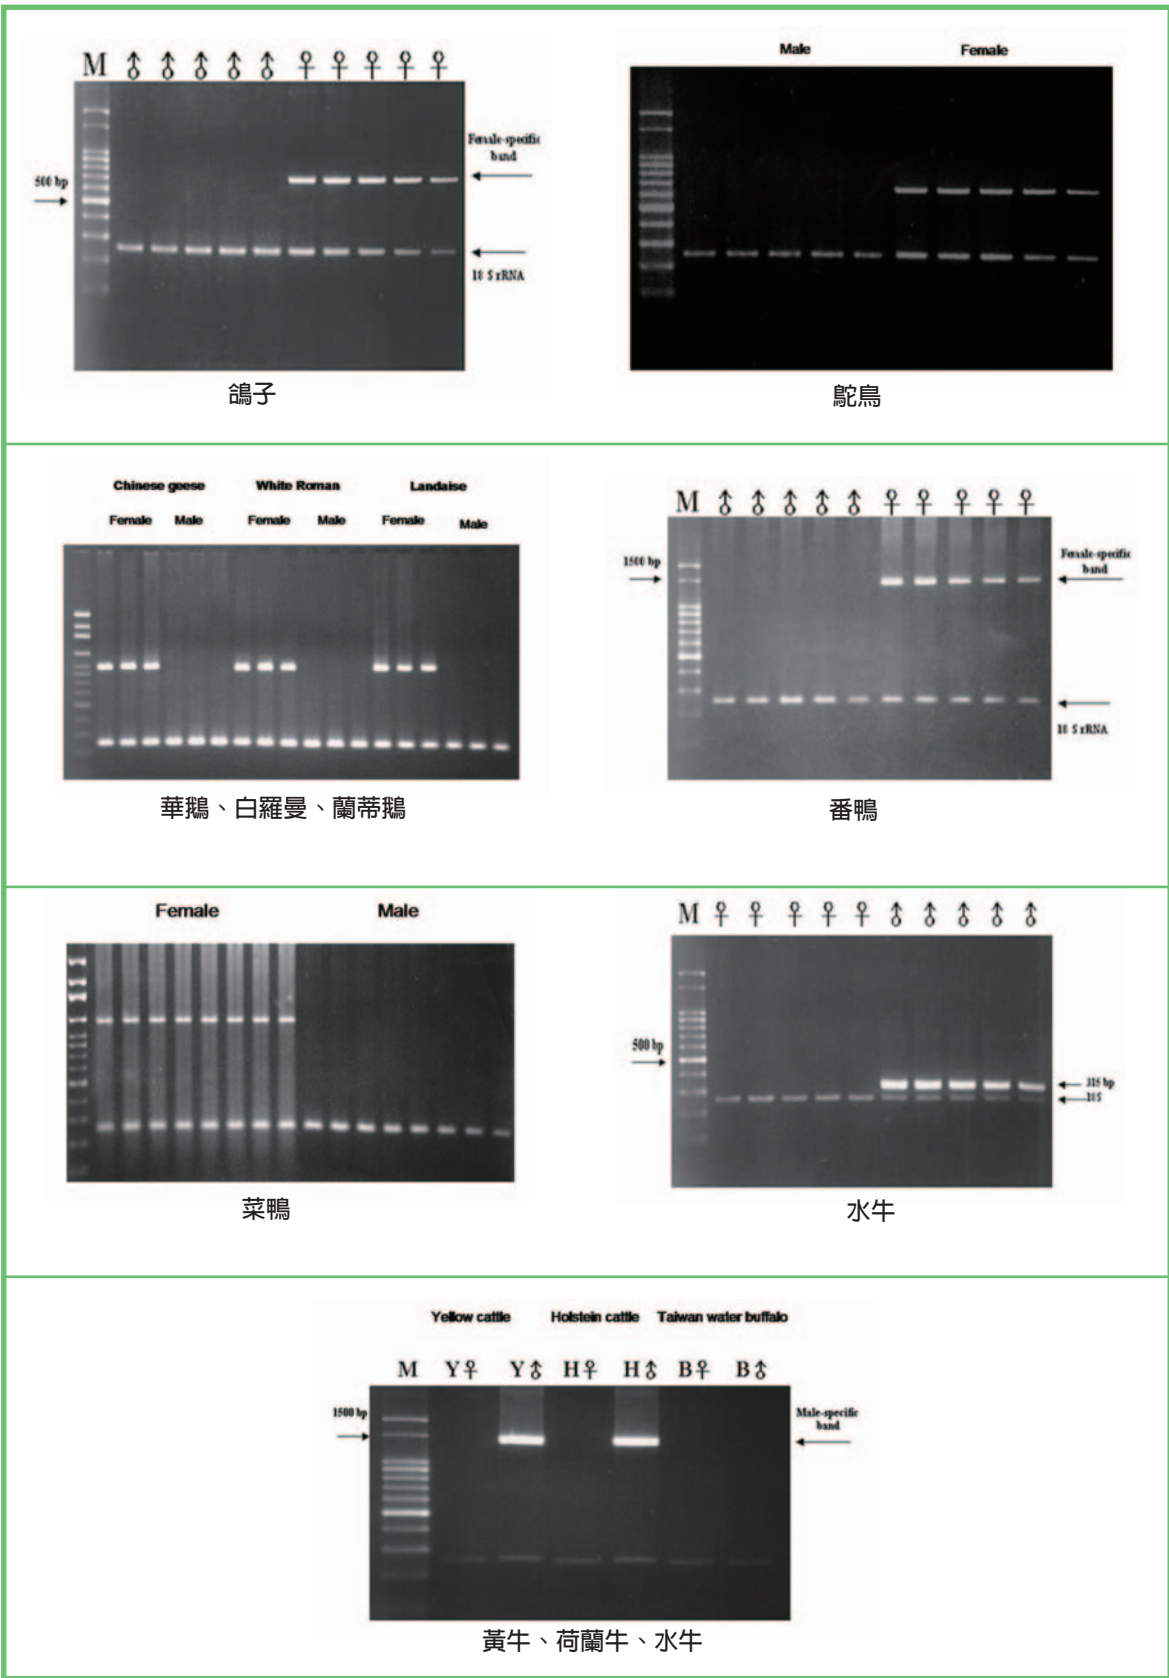 M ♂ ♂ ♂ ♂ ♂ ♀ ♀ ♀ ♀ ♀
Female-specific
band
500 bp
18 S rRNA
鴿子
Male Female
鴕鳥
Chinese geese White Roman Landaise
Female Male Female Male Female Male
華鵝、白羅曼、蘭蒂鵝
M ♂ ♂ ♂ ♂ ♂ ♀ ♀ ♀ ♀ ♀
1500 bp
Female-specific
band
18 S rRNA
番鴨
Female Male
菜鴨
M ♀ ♀ ♀ ♀ ♀ ♂ ♂ ♂ ♂ ♂
500 bp
315 bp
18S
水牛
Yellow cattle Holstein cattle Taiwan water buffalo
M Y♀ Y♂ H♀ H♂ B♀ B♂
1500 bp
Male-specific
band
黃牛、荷蘭牛、水牛